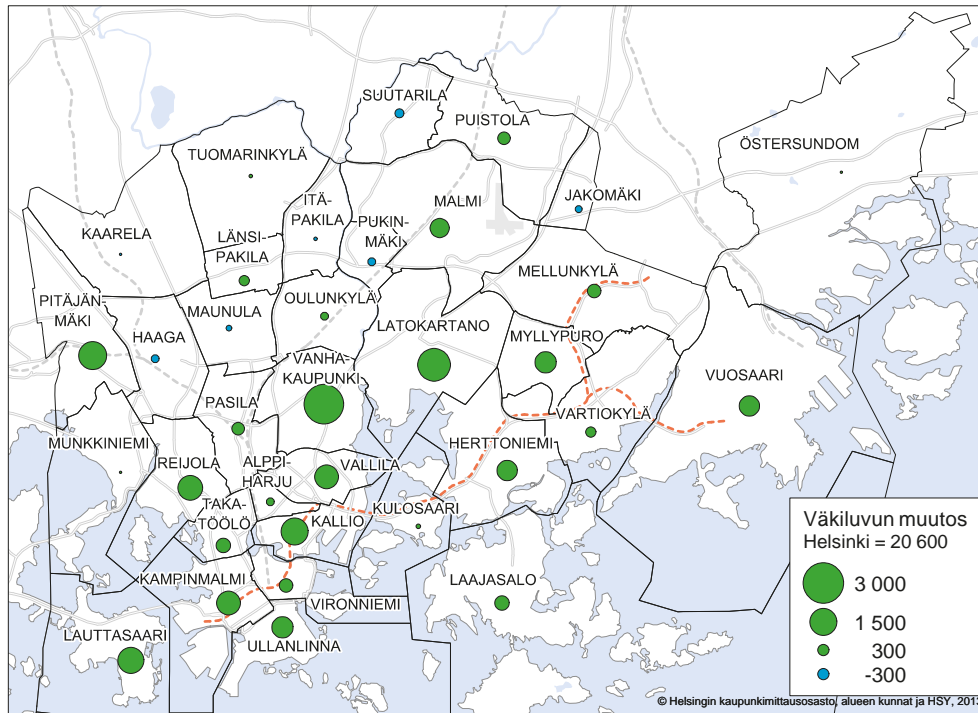 SUUTARILA
PUISTOLA
ÖSTERSUNDOM
TUOMARINKYLÄ
ITÄ-
PAKILA
MALMI
JAKOMÄKI
PUKIN-
MÄKI
KAARELA
LÄNSI-
PAKILA
MELLUNKYLÄ
PITÄJÄN-
MÄKI
MAUNULA
OULUNKYLÄ
LATOKARTANO
HAAGA
MYLLYPURO
VANHA-
KAUPUNKI
VUOSAARI
PASILA
VARTIOKYLÄ
MUNKKINIEMI
HERTTONIEMI
REIJOLA
ALPPI-
HARJU
VALLILA
TAKA-
TÖÖLÖ
KALLIO
KULOSAARI
KAMPINMALMI
VIRONNIEMI
LAAJASALO
LAUTTASAARI
ULLANLINNA
Väkiluvun muutos
Helsinki = 20 600
3 000
1 500
300
-300
© Helsingin kaupunkimittausosasto, alueen kunnat ja HSY, 2013